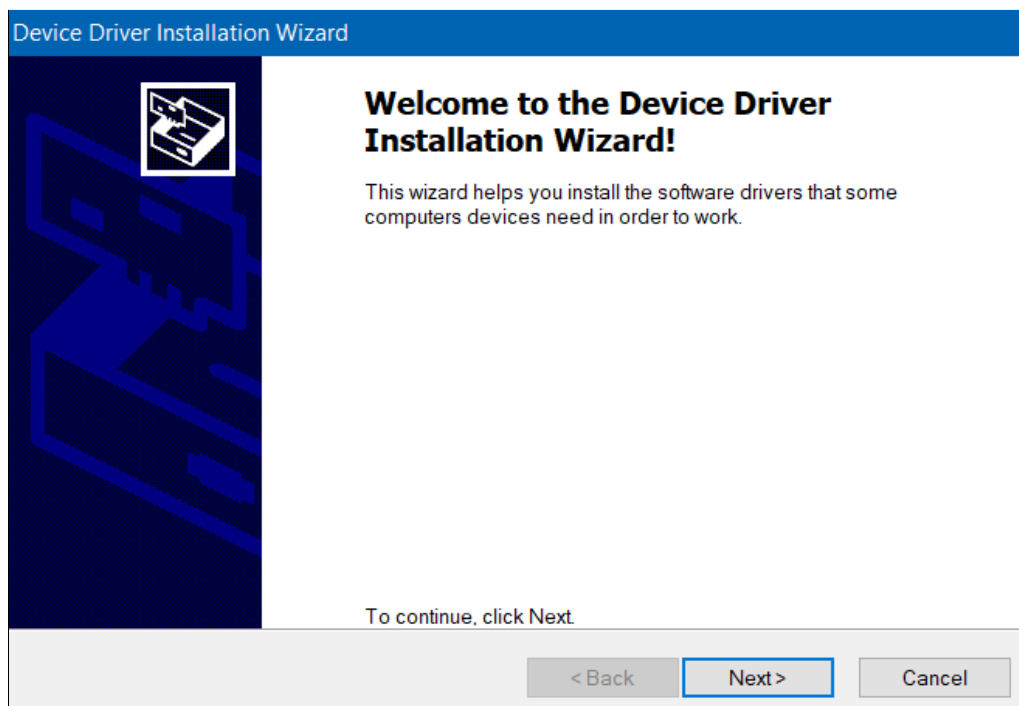 Device Driver Installation Wizard
Welcome to the Device Driver
Installation Wizard!
This wizard helps you install the software drivers that some
computers devices need in order to work.
To continue, click Next.
< Back
Next >
Cancel